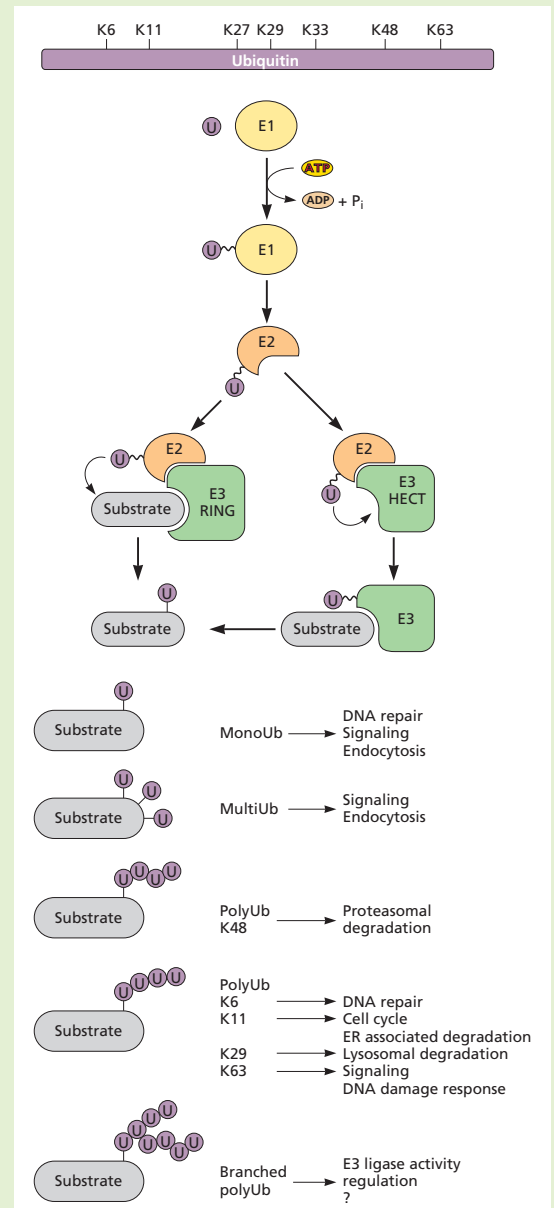 K6 K11 K27 K29 K33 K48 K63
Ubiquitin
U E1
ATP
ADP + Pi
U E1
E2
U
U E2
E3
RING
Substrate
E2
U
E3
HECT
U
Substrate
U
Substrate
E3
U
Substrate
MonoUb
DNA repair
Signaling
Endocytosis
U U U
Substrate
MultiUb
Signaling
Endocytosis
U U U U
Substrate
PolyUb
K48
Proteasomal
degradation
U U U U
Substrate
PolyUb
K6 DNA repair
K11 Cell cycle
ER associated degradation
K29 Lysosomal degradation
K63 Signaling
DNA damage response
U U U U
U U U U U
Substrate
Branched
polyUb
E3 ligase activity
regulation
?